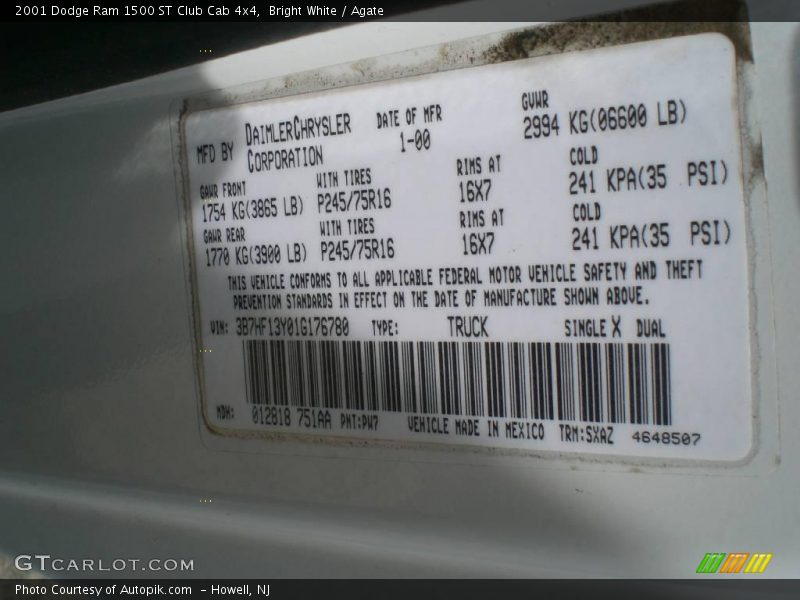 2001 Dodge Ram 1500 ST Club Cab 4x4, Bright White / Agate
MFD BY DAIMLERCHRYSLER CORPORATION
DATE OF MFR 1-00
GVWR 2994 KG(06600 LB)
GAWR FRONT WITH TIRES RIMS AT COLD
1754 KG(3865 LB) P245/75R16 16X7 241 KPA(35 PSI)
GAWR REAR WITH TIRES RIMS AT COLD
1770 KG(3900 LB) P245/75R16 16X7 241 KPA(35 PSI)
THIS VEHICLE CONFORMS TO ALL APPLICABLE FEDERAL MOTOR VEHICLE SAFETY AND THEFT
PREVENTION STANDARDS IN EFFECT ON THE DATE OF MANUFACTURE SHOWN ABOVE.
VIN: 3B7HF13Y01G176780 TYPE: TRUCK SINGLE X DUAL
MDH: 012818 751AA PNT:PW7 VEHICLE MADE IN MEXICO TRM:SXAZ 4648507
GTCARLOT.COM
Photo Courtesy of Autopik.com - Howell, NJ